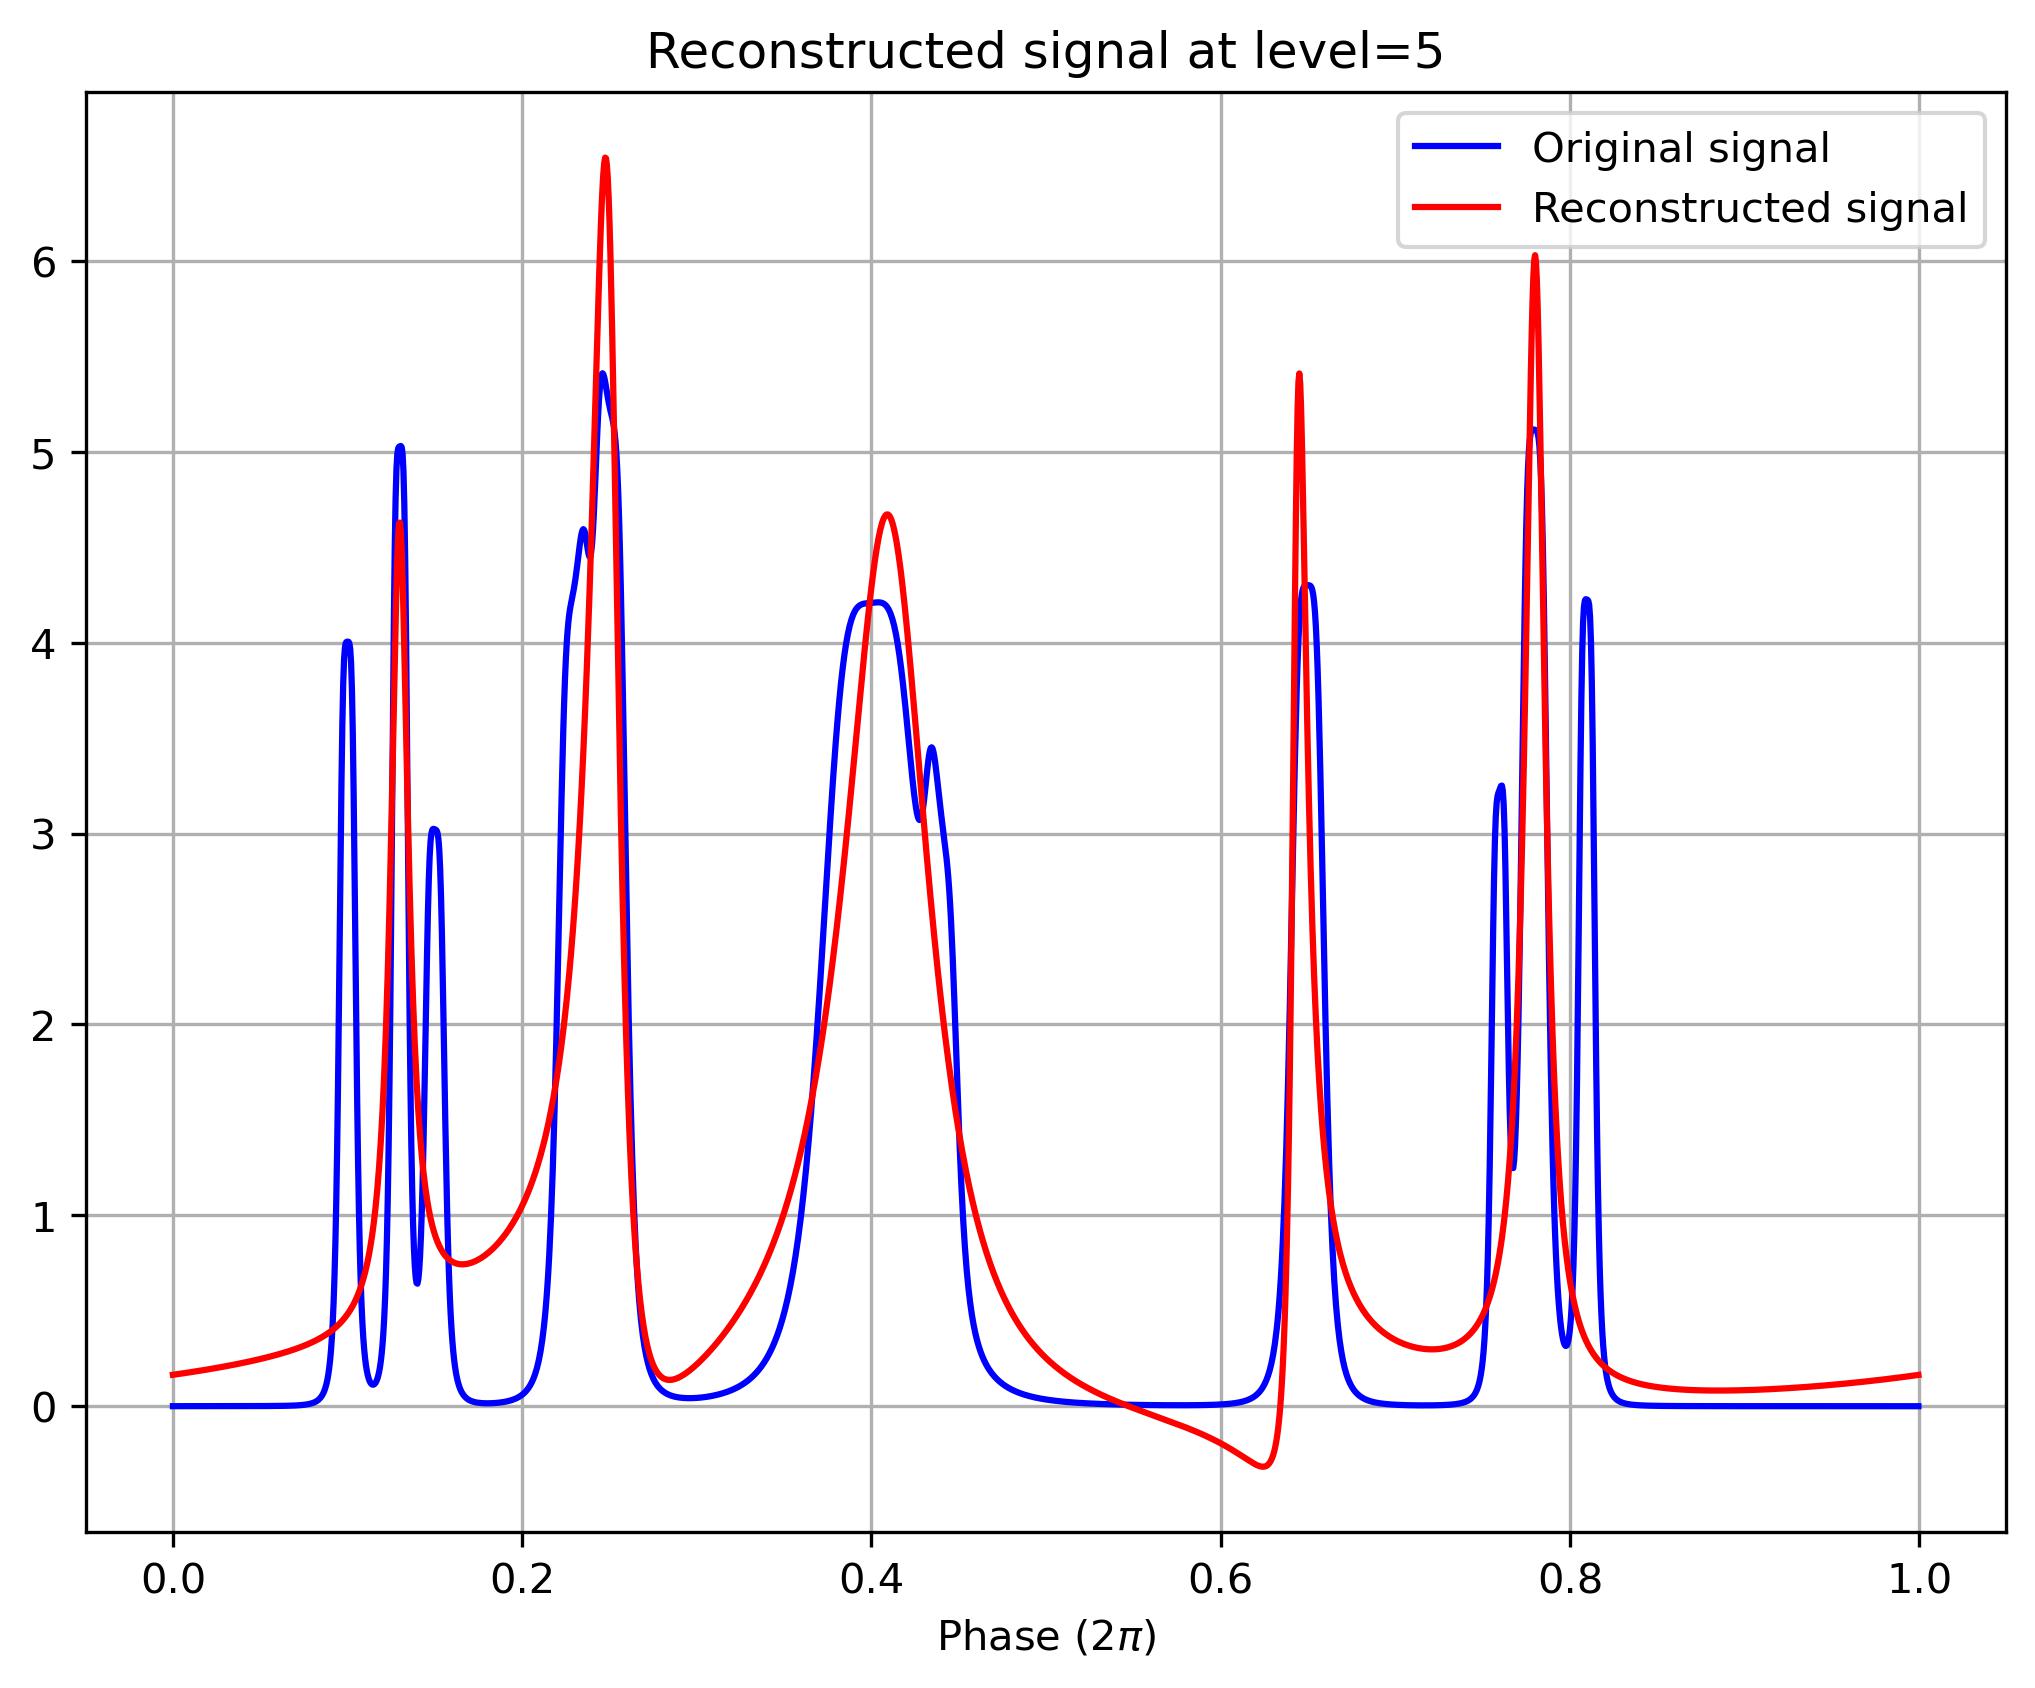 Reconstructed signal at level=5
Original signal
Reconstructed signal
6
5
4
3
2
1
0
0.0 0.2 0.4 0.6 0.8 1.0
Phase (2π)